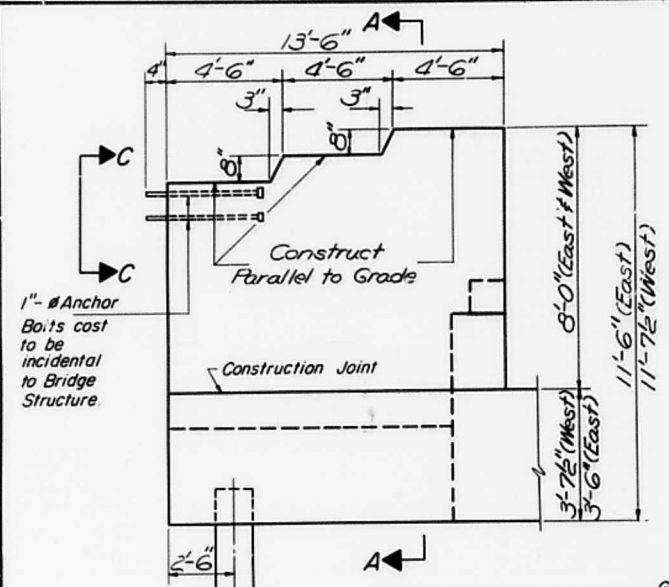 A
13'-6"
4"
4'-6"
4'-6"
4'-6"
3"
3"
8"
8"
C
C
Construct
Parallel to Grade
1"-ø Anchor
Bolts cost
to be
incidental
to Bridge
Structure.
Construction Joint
8'-0" (East & West)
11'-6" (East)
11'-7½" (West)
3'-7½" (West)
3'-6" (East)
2'-6"
A